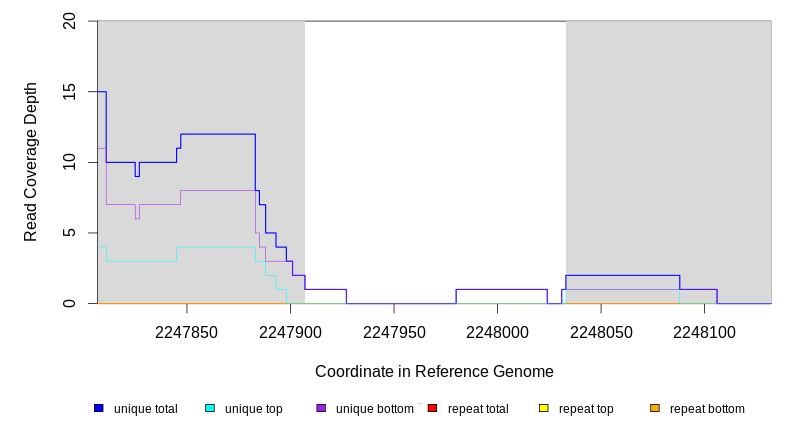 20
15
10
5
0
Read Coverage Depth
2247850 2247900 2247950 2248000 2248050 2248100
Coordinate in Reference Genome
unique total unique top unique bottom repeat total repeat top repeat bottom